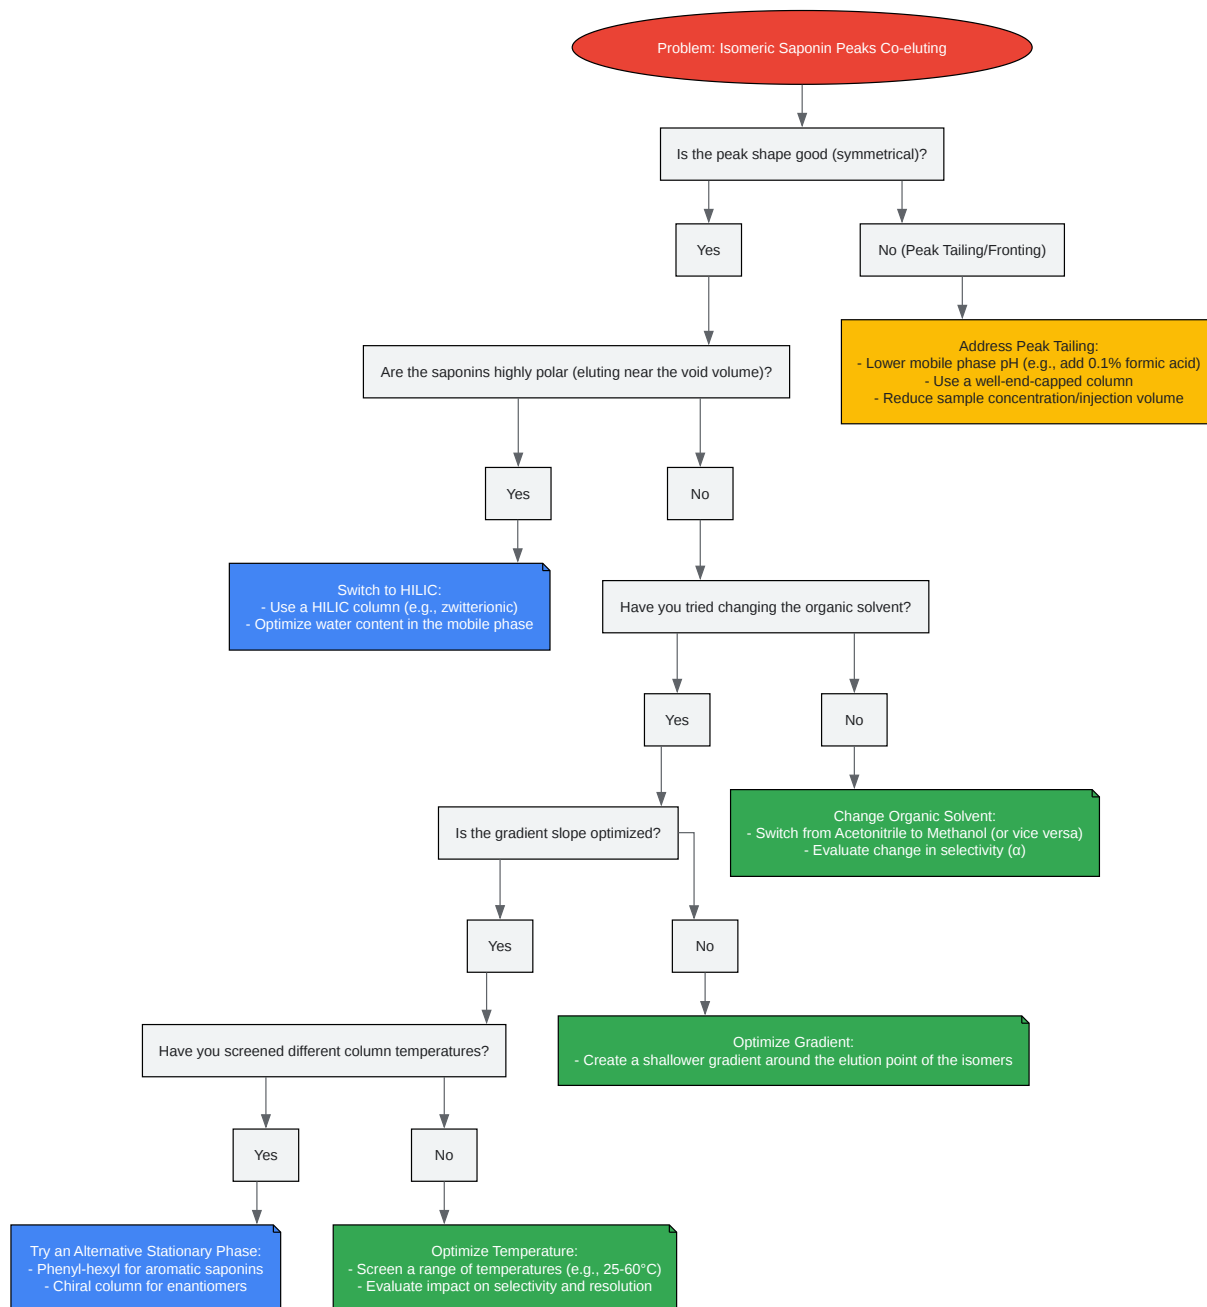 Problem: Isomeric Saponin Peaks Co-eluting
Is the peak shape good (symmetrical)?
Yes
No (Peak Tailing/Fronting)
Address Peak Tailing:
- Lower mobile phase pH (e.g., add 0.1% formic acid)
- Use a well-end-capped column
- Reduce sample concentration/injection volume
Are the saponins highly polar (eluting near the void volume)?
Yes
No
Switch to HILIC:
- Use a HILIC column (e.g., zwitterionic)
- Optimize water content in the mobile phase
Have you tried changing the organic solvent?
Yes
No
Change Organic Solvent:
- Switch from Acetonitrile to Methanol (or vice versa)
- Evaluate change in selectivity (α)
Is the gradient slope optimized?
Yes
No
Optimize Gradient:
- Create a shallower gradient around the elution point of the isomers
Have you screened different column temperatures?
Yes
No
Try an Alternative Stationary Phase:
- Phenyl-hexyl for aromatic saponins
- Chiral column for enantiomers
Optimize Temperature:
- Screen a range of temperatures (e.g., 25-60°C)
- Evaluate impact on selectivity and resolution